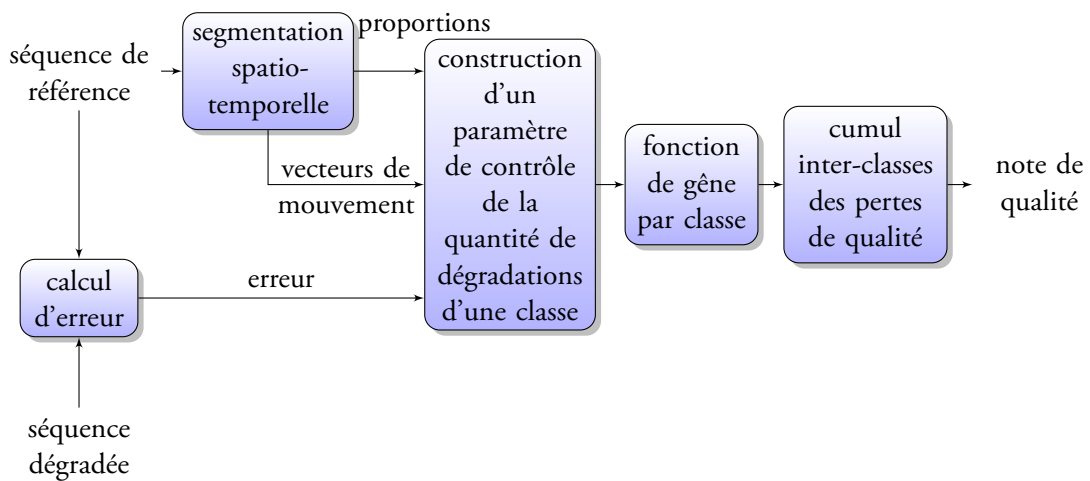 séquence de
référence
segmentation
spatio-
temporelle
proportions
vecteurs de
mouvement
calcul
d'erreur
erreur
séquence
dégradée
construction
d'un
paramètre
de contrôle
de la
quantité de
dégradations
d'une classe
fonction
de gêne
par classe
cumul
inter-classes
des pertes
de qualité
note de
qualité